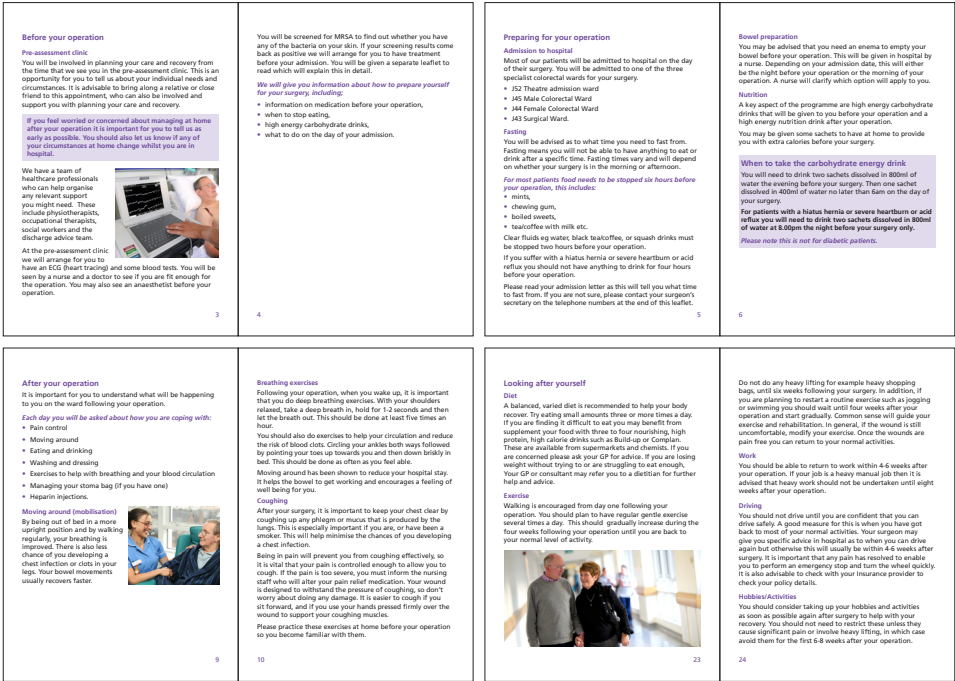 Before your operation
Pre-assessment clinic
You will be involved in planning your care and recovery from
the time that we see you in the pre-assessment clinic. This is an
opportunity for you to tell us about your individual needs and
circumstances. It is advisable to bring along a relative or close
friend to this appointment, who can also be involved and
support you with planning your care and recovery.
If you feel worried or concerned about managing at home
after your operation it is important for you to tell us as
early as possible. You should also let us know if any of
your circumstances at home change whilst you are in
hospital.
We have a team of
healthcare professionals
who can help organise
any relevant support
you might need. These
include physiotherapists,
occupational therapists,
social workers and the
discharge advice team.
At the pre-assessment clinic
we will arrange for you to
have an ECG (heart tracing) and some blood tests. You will be
seen by a nurse and a doctor to see if you are fit enough for
the operation. You may also see an anaesthetist before your
operation.
3
You will be screened for MRSA to find out whether you have
any of the bacteria on your skin. If your screening results come
back as positive we will arrange for you to have treatment
before your admission. You will be given a separate leaflet to
read which will explain this in detail.
We will give you information about how to prepare yourself
for your surgery, including;
• information on medication before your operation,
• when to stop eating,
• high energy carbohydrate drinks,
• what to do on the day of your admission.
4
Preparing for your operation
Admission to hospital
Most of our patients will be admitted to hospital on the day
of their surgery. You will be admitted to one of the three
specialist colorectal wards for your surgery.
• J52 Theatre admission ward
• J45 Male Colorectal Ward
• J44 Female Colorectal Ward
• J43 Surgical Ward.
Fasting
You will be advised as to what time you need to fast from.
Fasting means you will not be able to have anything to eat or
drink after a specific time. Fasting times vary and will depend
on whether your surgery is in the morning or afternoon.
For most patients food needs to be stopped six hours before
your operation, this includes:
• mints,
• chewing gum,
• boiled sweets,
• tea/coffee with milk etc.
Clear fluids eg water, black tea/coffee, or squash drinks must
be stopped two hours before your operation.
If you suffer with a hiatus hernia or severe heartburn or acid
reflux you should not have anything to drink for four hours
before your operation.
Please read your admission letter as this will tell you what time
to fast from. If you are not sure, please contact your surgeon's
secretary on the telephone numbers at the end of this leaflet.
5
Bowel preparation
You may be advised that you need an enema to empty your
bowel before your operation. This will be given in hospital by
a nurse. Depending on your admission date, this will either
be the night before your operation or the morning of your
operation. A nurse will clarify which option will apply to you.
Nutrition
A key aspect of the programme are high energy carbohydrate
drinks that will be given to you before your operation and a
high energy nutrition drink after your operation.
You may be given some sachets to have at home to provide
you with extra calories before your surgery.
When to take the carbohydrate energy drink
You will need to drink two sachets dissolved in 800ml of
water the evening before your surgery. Then one sachet
dissolved in 400ml of water no later than 6am on the day of
your surgery.
For patients with a hiatus hernia or severe heartburn or acid
reflux you will need to drink two sachets dissolved in 800ml
of water at 8.00pm the night before your surgery only.
Please note this is not for diabetic patients.
6
After your operation
It is important for you to understand what will be happening
to you on the ward following your operation.
Each day you will be asked about how you are coping with:
• Pain control
• Moving around
• Eating and drinking
• Washing and dressing
• Exercises to help with breathing and your blood circulation
• Managing your stoma bag (if you have one)
• Heparin injections.
Moving around (mobilisation)
By being out of bed in a more
upright position and by walking
regularly, your breathing is
improved. There is also less
chance of you developing a
chest infection or clots in your
legs. Your bowel movements
usually recovers faster.
9
Breathing exercises
Following your operation, when you wake up, it is important
that you do deep breathing exercises. With your shoulders
relaxed, take a deep breath in, hold for 1-2 seconds and then
let the breath out. This should be done at least five times an
hour.
You should also do exercises to help your circulation and reduce
the risk of blood clots. Circling your ankles both ways followed
by pointing your toes up towards you and then down briskly in
bed. This should be done as often as you feel able.
Moving around has been shown to reduce your hospital stay.
It helps the bowel to get working and encourages a feeling of
well being for you.
Coughing
After your surgery, it is important to keep your chest clear by
coughing up any phlegm or mucus that is produced by the
lungs. This is especially important if you are, or have been a
smoker. This will help minimise the chances of you developing
a chest infection.
Being in pain will prevent you from coughing effectively, so
it is vital that your pain is controlled enough to allow you to
cough. If the pain is too severe, you must inform the nursing
staff who will alter your pain relief medication. Your wound
is designed to withstand the pressure of coughing, so don't
worry about doing any damage. It is easier to cough if you
sit forward, and if you use your hands pressed firmly over the
wound to support your coughing muscles.
Please practice these exercises at home before your operation
so you become familiar with them.
10
Looking after yourself
Diet
A balanced, varied diet is recommended to help your body
recover. Try eating small amounts three or more times a day.
If you are finding it difficult to eat you may benefit from
supplement your food with three to four nourishing, high
protein, high calorie drinks such as Build-up or Complan.
These are available from supermarkets and chemists. If you
are concerned please ask your GP for advice. If you are losing
weight without trying to or are struggling to eat enough,
Your GP or consultant may refer you to a dietitian for further
help and advice.
Exercise
Walking is encouraged from day one following your
operation. You should plan to have regular gentle exercise
several times a day. This should gradually increase during the
four weeks following your operation until you are back to
your normal level of activity.
23
Do not do any heavy lifting for example heavy shopping
bags, until six weeks following your surgery. In addition, if
you are planning to restart a routine exercise such as jogging
or swimming you should wait until four weeks after your
operation and start gradually. Common sense will guide your
exercise and rehabilitation. In general, if the wound is still
uncomfortable, modify your exercise. Once the wounds are
pain free you can return to your normal activities.
Work
You should be able to return to work within 4-6 weeks after
your operation. If your job is a heavy manual job then it is
advised that heavy work should not be undertaken until eight
weeks after your surgery.
Driving
You should not drive until you are confident that you can
drive safely. A good measure for this is when you have got
back to most of your normal activities. Your surgeon may
give you specific advice in hospital as to when you can drive
again but otherwise this will usually be within 4-6 weeks after
surgery. It is important that any pain has resolved to enable
you to perform an emergency stop and turn the wheel quickly.
It is also advisable to check with your Insurance provider to
check your policy details.
Hobbies/Activities
You should consider taking up your hobbies and activities
as soon as possible again after surgery to help with your
recovery. You should not need to restrict these unless they
cause significant pain or involve heavy lifting, in which case
avoid them for the first 6-8 weeks after your operation.
24